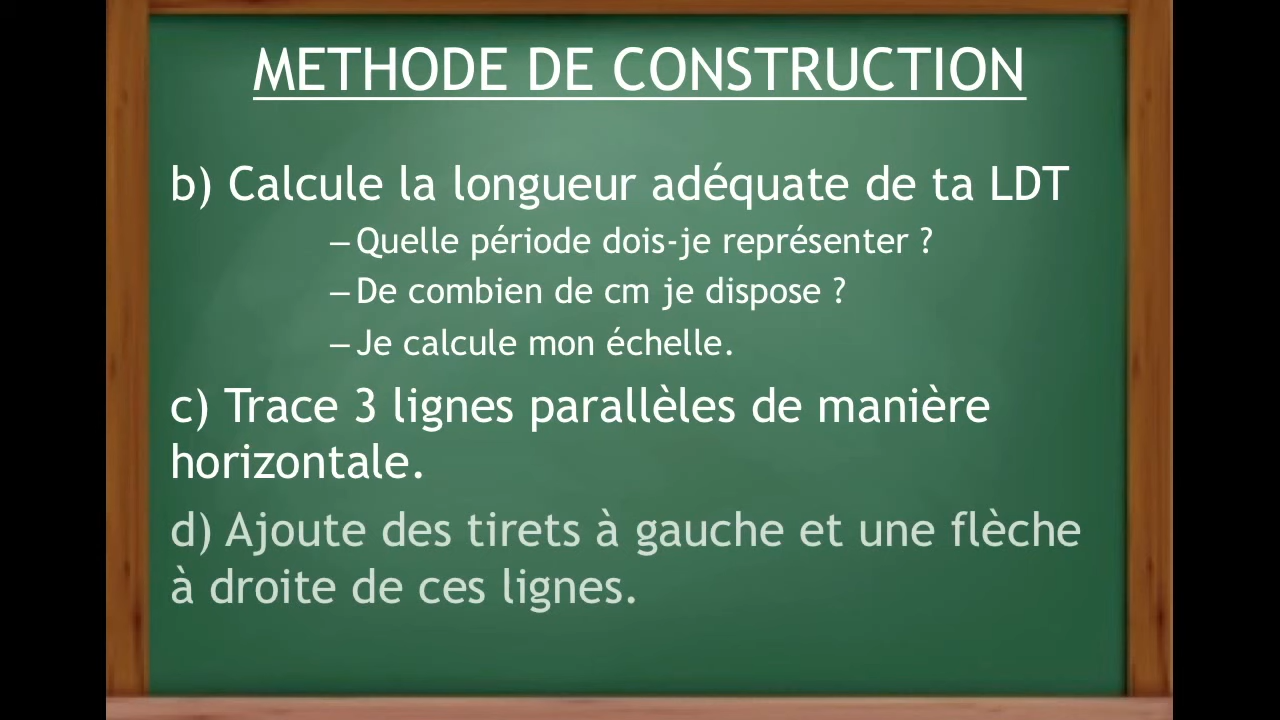 METHODE DE CONSTRUCTION
b) Calcule la longueur adéquate de ta LDT
– Quelle période dois-je représenter ?
– De combien de cm je dispose ?
– Je calcule mon échelle.
c) Trace 3 lignes parallèles de manière
horizontale.
d) Ajoute des tirets à gauche et une flèche
à droite de ces lignes.